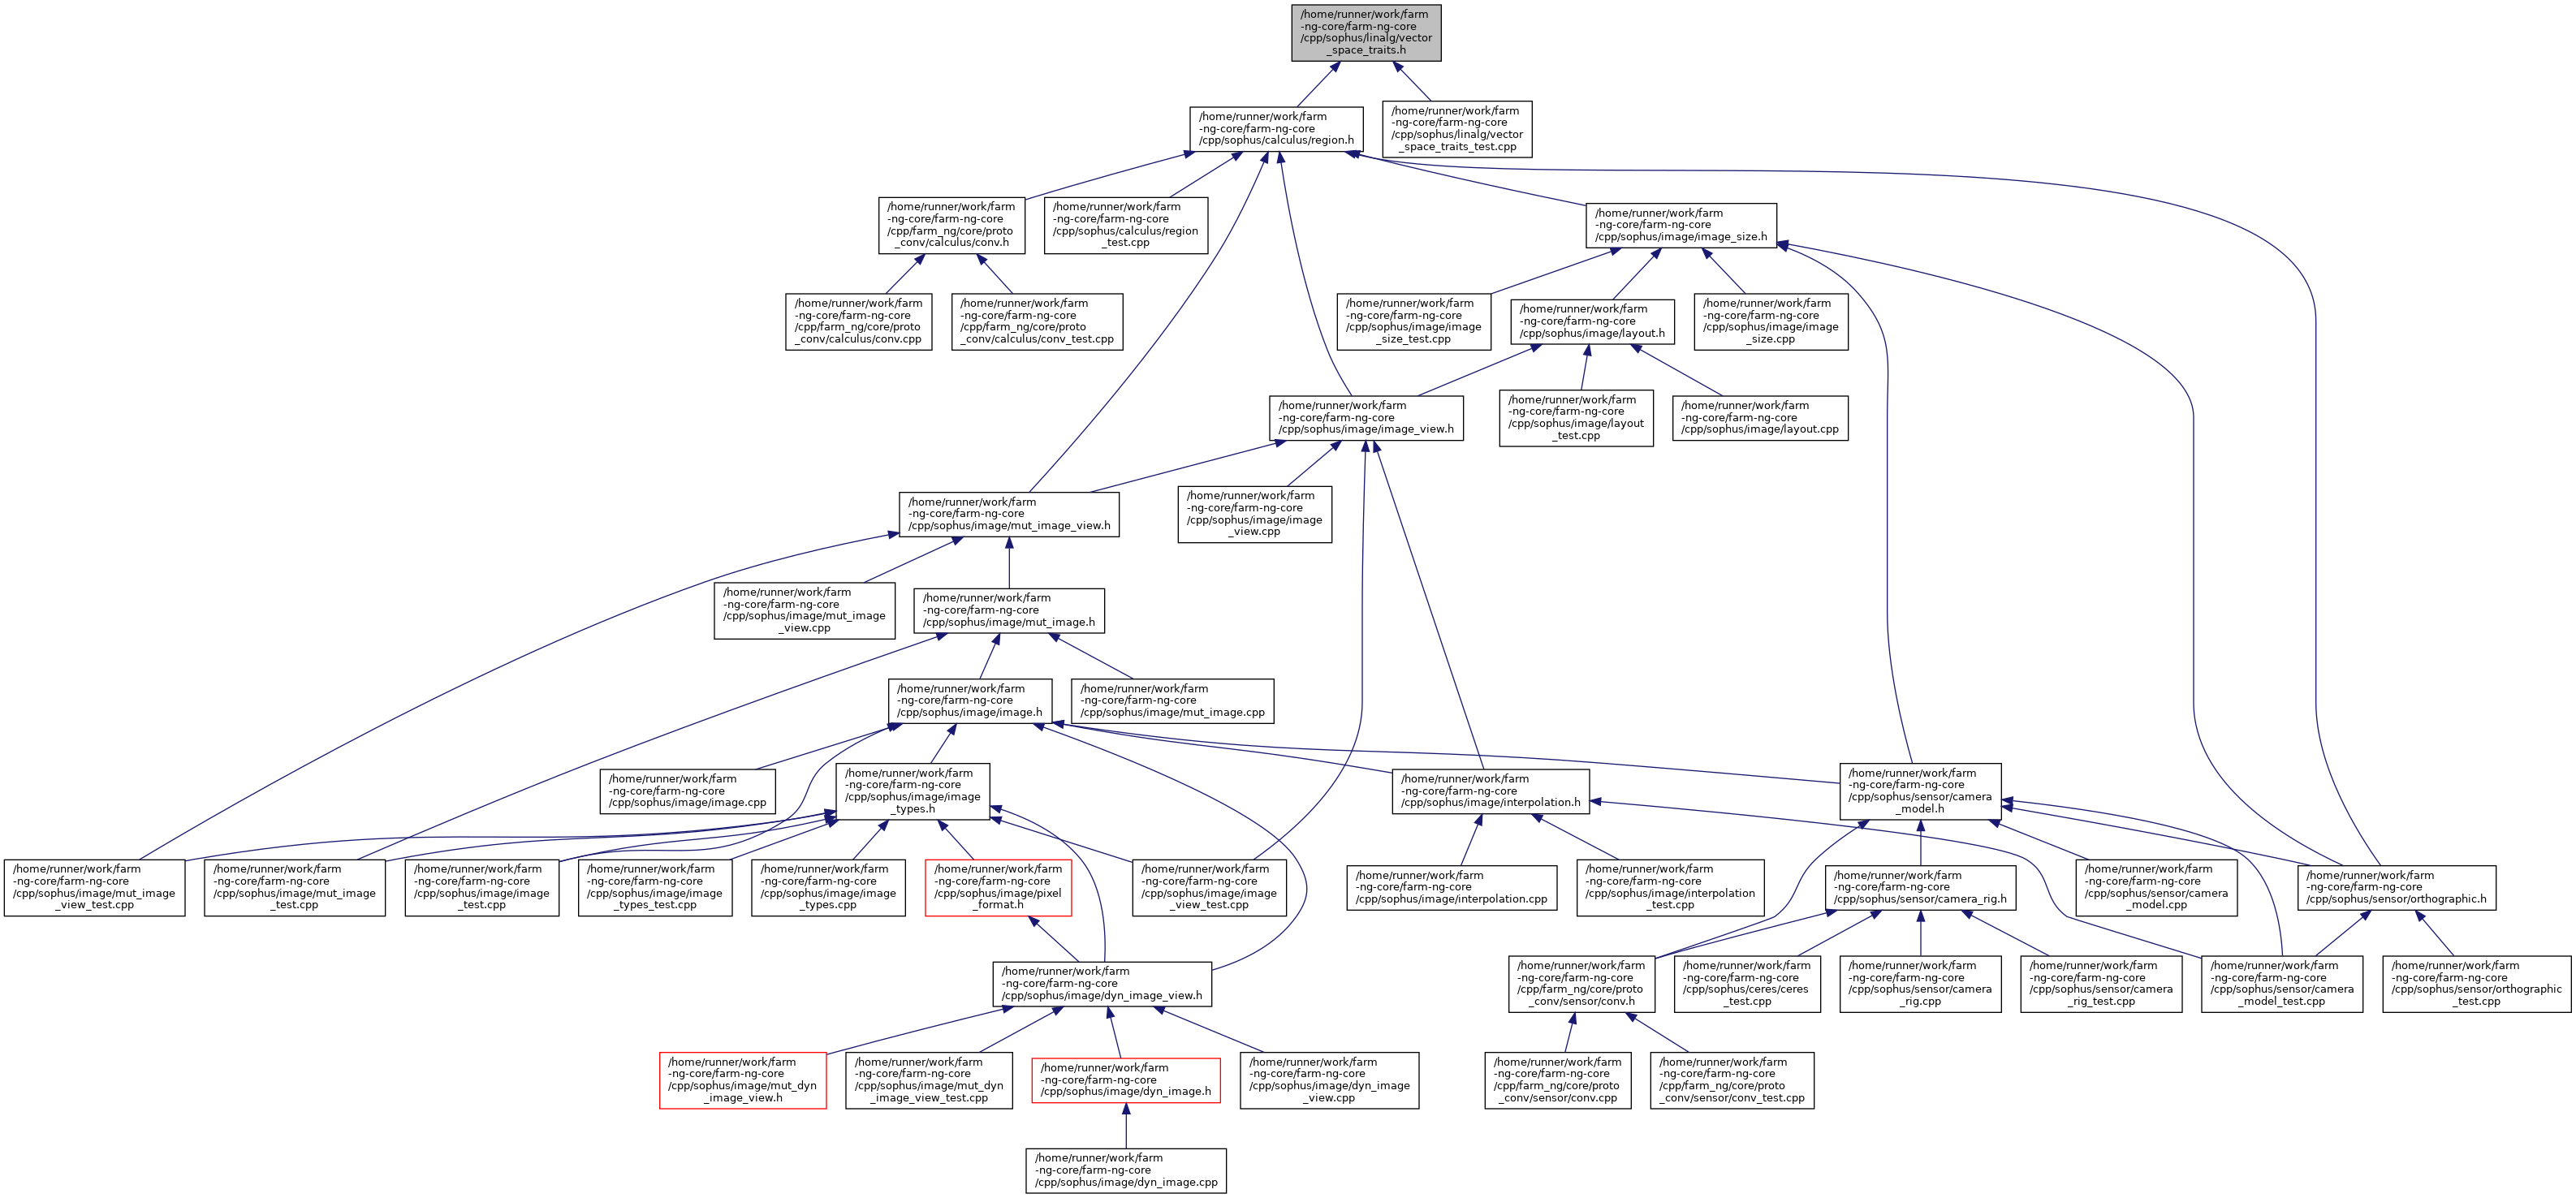 /home/runner/work/farm
-ng-core/farm-ng-core
/cpp/sophus/linalg/vector
_space_traits.h
/home/runner/work/farm
-ng-core/farm-ng-core
/cpp/sophus/calculus/region.h
/home/runner/work/farm
-ng-core/farm-ng-core
/cpp/sophus/linalg/vector
_space_traits_test.cpp
/home/runner/work/farm
-ng-core/farm-ng-core
/cpp/farm_ng/core/proto
_conv/calculus/conv.h
/home/runner/work/farm
-ng-core/farm-ng-core
/cpp/sophus/calculus/region
_test.cpp
/home/runner/work/farm
-ng-core/farm-ng-core
/cpp/sophus/image/image_size.h
/home/runner/work/farm
-ng-core/farm-ng-core
/cpp/farm_ng/core/proto
_conv/calculus/conv.cpp
/home/runner/work/farm
-ng-core/farm-ng-core
/cpp/farm_ng/core/proto
_conv/calculus/conv_test.cpp
/home/runner/work/farm
-ng-core/farm-ng-core
/cpp/sophus/image/image
_size_test.cpp
/home/runner/work/farm
-ng-core/farm-ng-core
/cpp/sophus/image/layout.h
/home/runner/work/farm
-ng-core/farm-ng-core
/cpp/sophus/image/image
_size.cpp
/home/runner/work/farm
-ng-core/farm-ng-core
/cpp/sophus/image/image_view.h
/home/runner/work/farm
-ng-core/farm-ng-core
/cpp/sophus/image/layout
_test.cpp
/home/runner/work/farm
-ng-core/farm-ng-core
/cpp/sophus/image/layout.cpp
/home/runner/work/farm
-ng-core/farm-ng-core
/cpp/sophus/image/mut_image_view.h
/home/runner/work/farm
-ng-core/farm-ng-core
/cpp/sophus/image/image
_view.cpp
/home/runner/work/farm
-ng-core/farm-ng-core
/cpp/sophus/image/mut_image
_view.cpp
/home/runner/work/farm
-ng-core/farm-ng-core
/cpp/sophus/image/mut_image.h
/home/runner/work/farm
-ng-core/farm-ng-core
/cpp/sophus/image/image.h
/home/runner/work/farm
-ng-core/farm-ng-core
/cpp/sophus/image/mut_image.cpp
/home/runner/work/farm
-ng-core/farm-ng-core
/cpp/sophus/image/image.cpp
/home/runner/work/farm
-ng-core/farm-ng-core
/cpp/sophus/image/image
_types.h
/home/runner/work/farm
-ng-core/farm-ng-core
/cpp/sophus/image/interpolation.h
/home/runner/work/farm
-ng-core/farm-ng-core
/cpp/sophus/sensor/camera
_model.h
/home/runner/work/farm
-ng-core/farm-ng-core
/cpp/sophus/image/mut_image
_view_test.cpp
/home/runner/work/farm
-ng-core/farm-ng-core
/cpp/sophus/image/mut_image
_test.cpp
/home/runner/work/farm
-ng-core/farm-ng-core
/cpp/sophus/image/image
_test.cpp
/home/runner/work/farm
-ng-core/farm-ng-core
/cpp/sophus/image/image
_types_test.cpp
/home/runner/work/farm
-ng-core/farm-ng-core
/cpp/sophus/image/image
_types.cpp
/home/runner/work/farm
-ng-core/farm-ng-core
/cpp/sophus/image/pixel
_format.h
/home/runner/work/farm
-ng-core/farm-ng-core
/cpp/sophus/image/image
_view_test.cpp
/home/runner/work/farm
-ng-core/farm-ng-core
/cpp/sophus/image/interpolation.cpp
/home/runner/work/farm
-ng-core/farm-ng-core
/cpp/sophus/image/interpolation
_test.cpp
/home/runner/work/farm
-ng-core/farm-ng-core
/cpp/sophus/sensor/camera_rig.h
/home/runner/work/farm
-ng-core/farm-ng-core
/cpp/sophus/sensor/camera
_model.cpp
/home/runner/work/farm
-ng-core/farm-ng-core
/cpp/sophus/sensor/orthographic.h
/home/runner/work/farm
-ng-core/farm-ng-core
/cpp/sophus/image/dyn_image_view.h
/home/runner/work/farm
-ng-core/farm-ng-core
/cpp/farm_ng/core/proto
_conv/sensor/conv.h
/home/runner/work/farm
-ng-core/farm-ng-core
/cpp/sophus/ceres/ceres
_test.cpp
/home/runner/work/farm
-ng-core/farm-ng-core
/cpp/sophus/sensor/camera
_rig.cpp
/home/runner/work/farm
-ng-core/farm-ng-core
/cpp/sophus/sensor/camera
_rig_test.cpp
/home/runner/work/farm
-ng-core/farm-ng-core
/cpp/sophus/sensor/camera
_model_test.cpp
/home/runner/work/farm
-ng-core/farm-ng-core
/cpp/sophus/sensor/orthographic
_test.cpp
/home/runner/work/farm
-ng-core/farm-ng-core
/cpp/sophus/image/mut_dyn
_image_view.h
/home/runner/work/farm
-ng-core/farm-ng-core
/cpp/sophus/image/mut_dyn
_image_view_test.cpp
/home/runner/work/farm
-ng-core/farm-ng-core
/cpp/sophus/image/dyn_image.h
/home/runner/work/farm
-ng-core/farm-ng-core
/cpp/sophus/image/dyn_image
_view.cpp
/home/runner/work/farm
-ng-core/farm-ng-core
/cpp/farm_ng/core/proto
_conv/sensor/conv.cpp
/home/runner/work/farm
-ng-core/farm-ng-core
/cpp/farm_ng/core/proto
_conv/sensor/conv_test.cpp
/home/runner/work/farm
-ng-core/farm-ng-core
/cpp/sophus/image/dyn_image.cpp